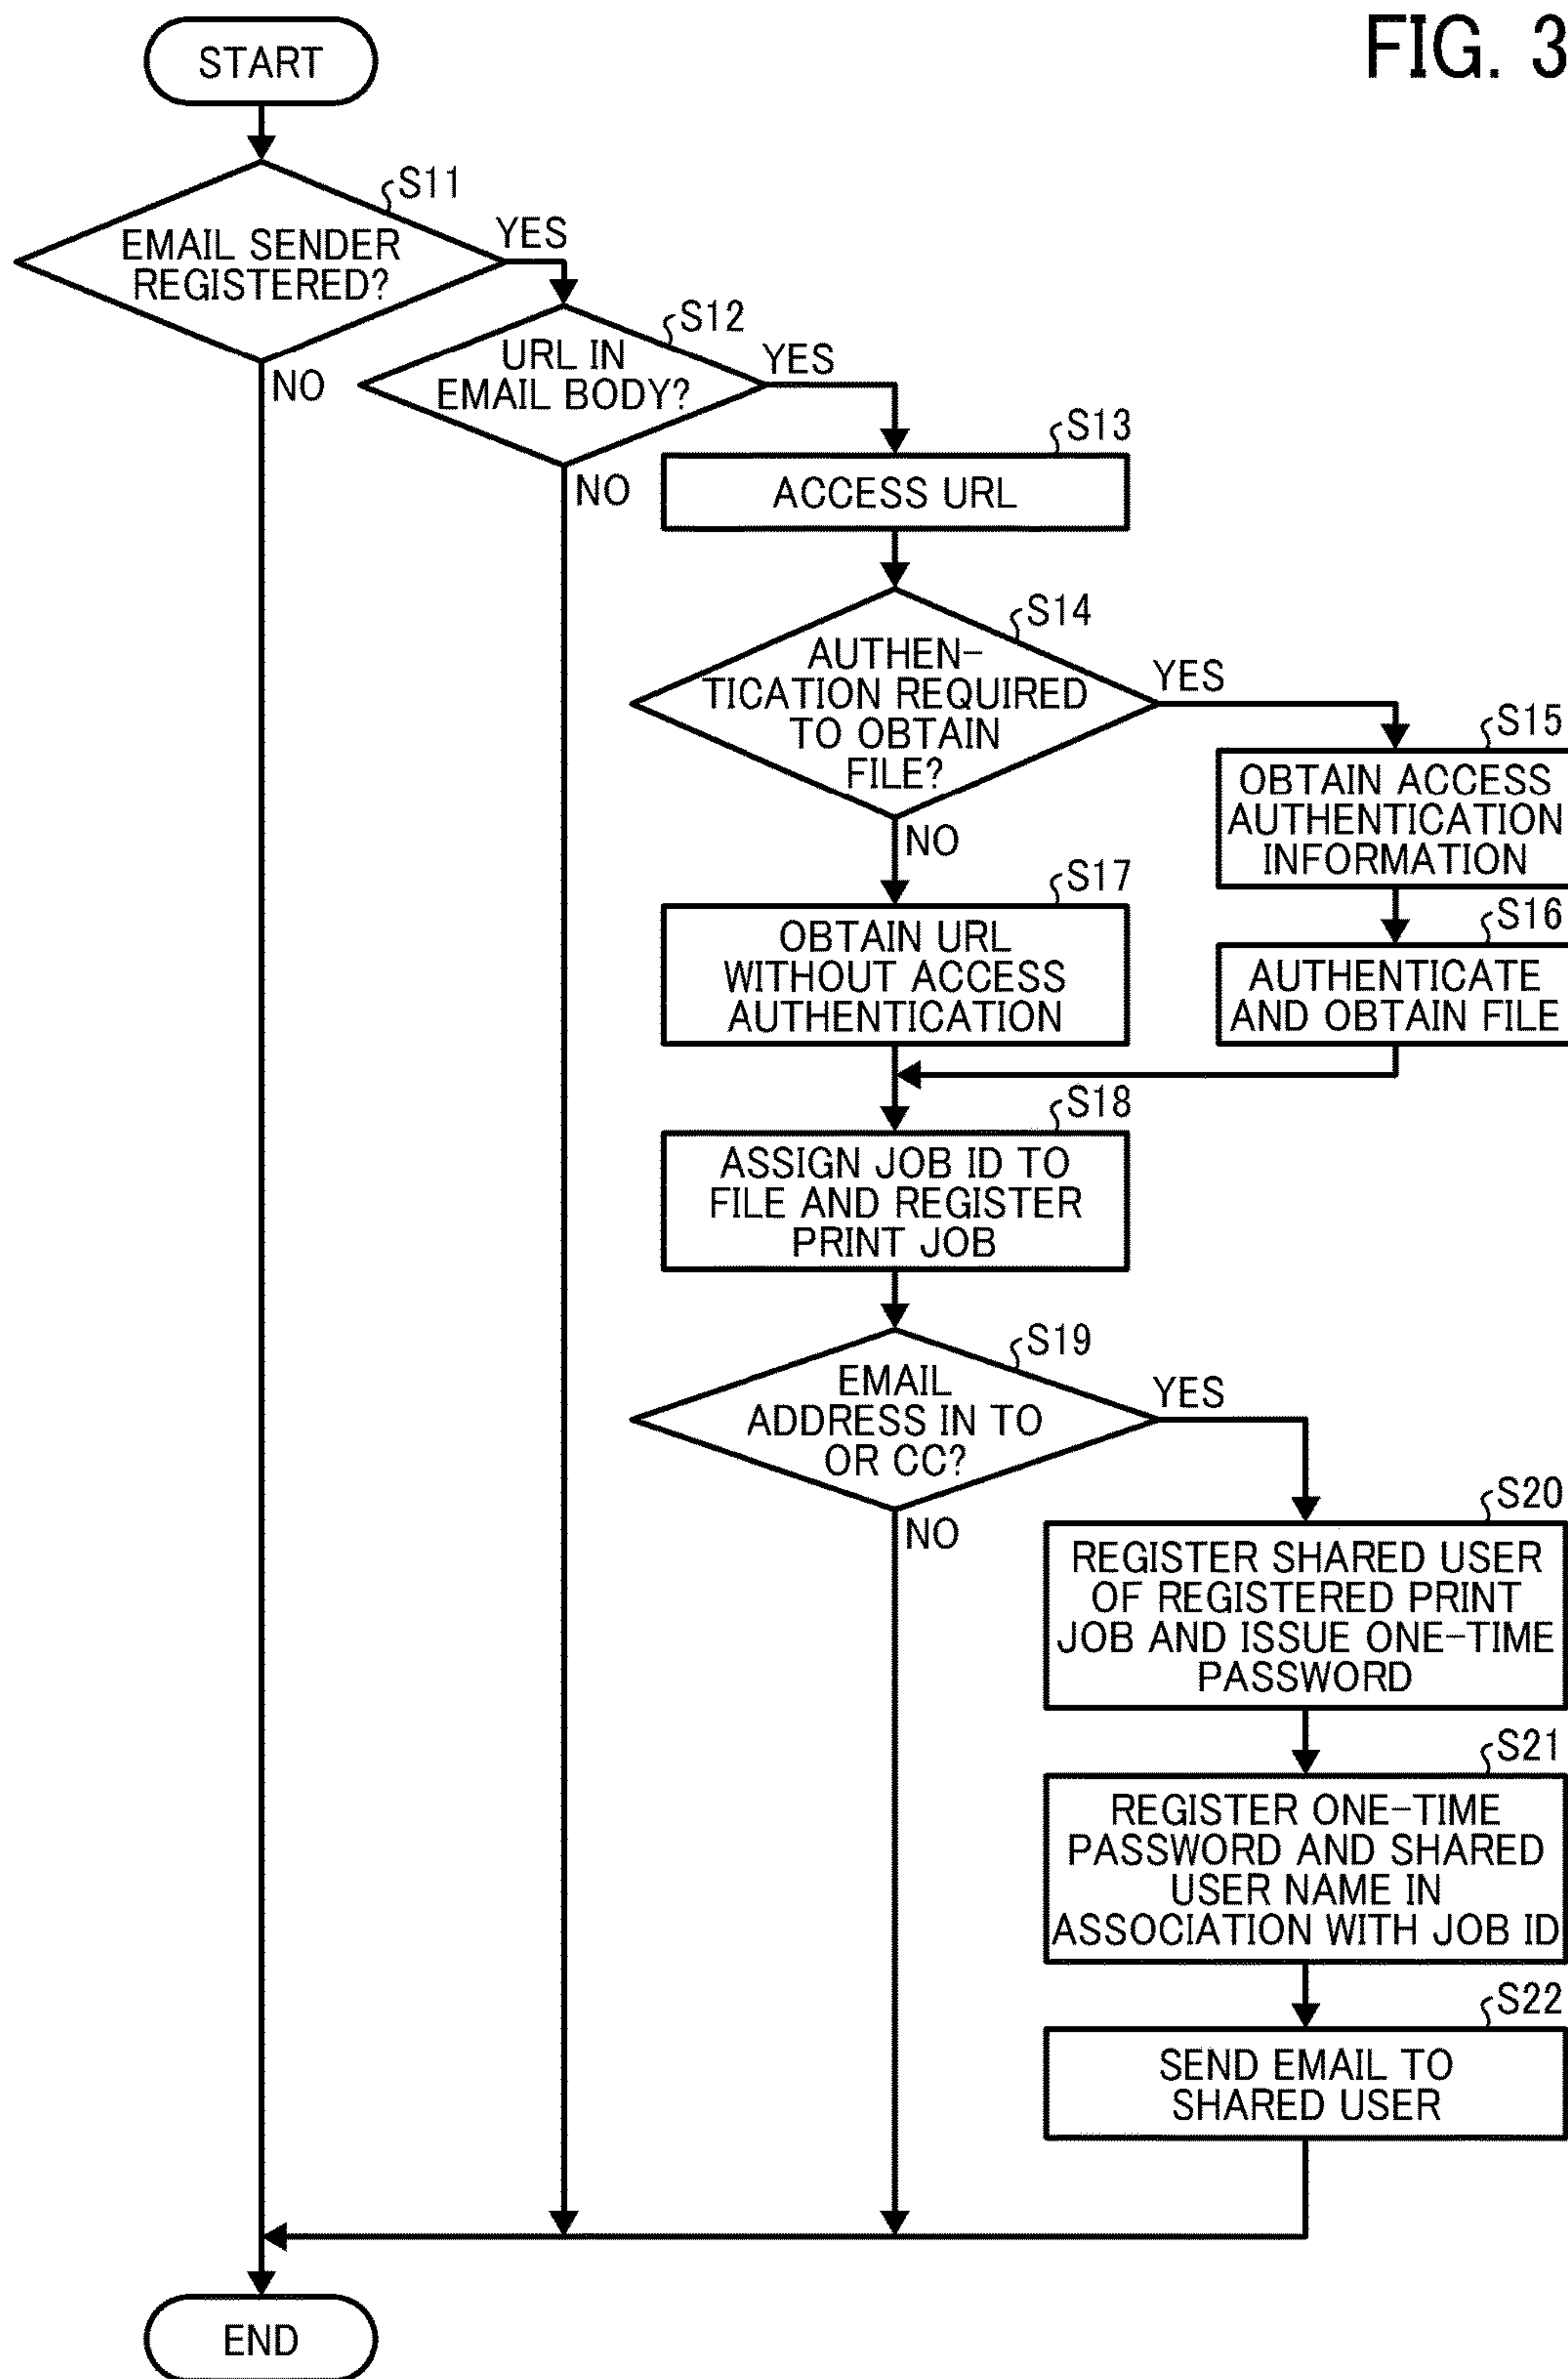 FIG. 3
START
S11
EMAIL SENDER
REGISTERED?
YES
NO
S12
URL IN
EMAIL BODY?
YES
NO
S13
ACCESS URL
S14
AUTHEN-
TICATION REQUIRED
TO OBTAIN
FILE?
YES
NO
S15
OBTAIN ACCESS
AUTHENTICATION
INFORMATION
S16
AUTHENTICATE
AND OBTAIN FILE
S17
OBTAIN URL
WITHOUT ACCESS
AUTHENTICATION
S18
ASSIGN JOB ID TO
FILE AND REGISTER
PRINT JOB
S19
EMAIL
ADDRESS IN TO
OR CC?
YES
NO
S20
REGISTER SHARED USER
OF REGISTERED PRINT
JOB AND ISSUE ONE-TIME
PASSWORD
S21
REGISTER ONE-TIME
PASSWORD AND SHARED
USER NAME IN
ASSOCIATION WITH JOB ID
S22
SEND EMAIL TO
SHARED USER
END